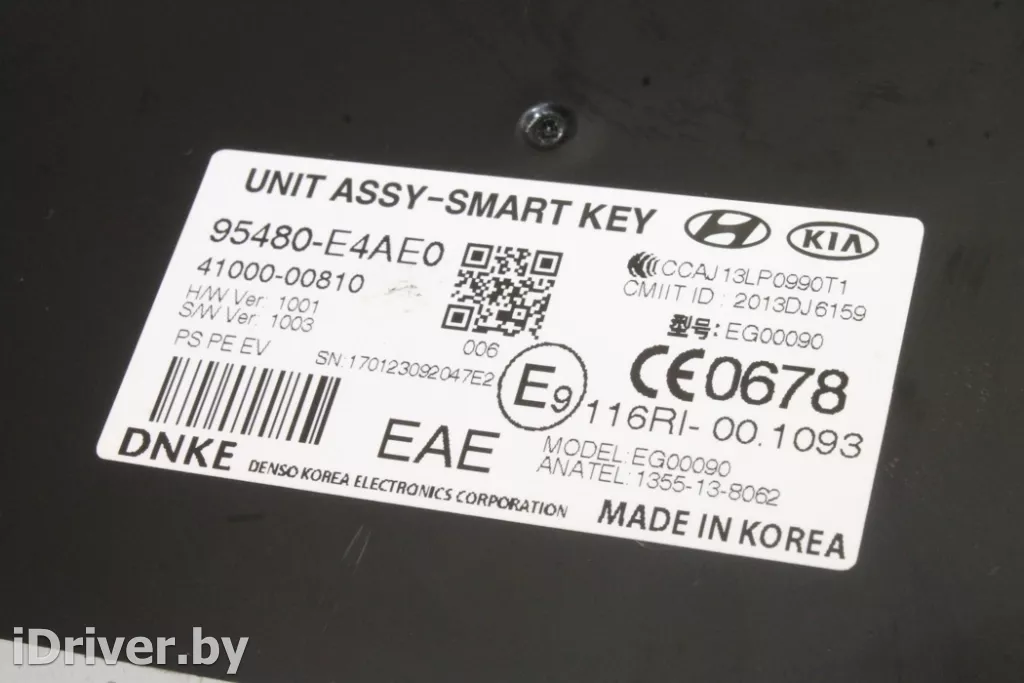 UNIT ASSY-SMART KEY
KIA
95480-E4AE0
41000-00810
H/W Ver: 1001
S/W Ver: 1003
PS PE EV
006
SN:170123092047E2
CCAJ13LP0990T1
CMIIT ID : 2013DJ6159
型号: EG00090
CE0678
E9
116RI- 00.1093
EAE
MODEL:EG00090
ANATEL:1355-13-8062
DNKE DENSO KOREA ELECTRONICS CORPORATION
MADE IN KOREA
iDriver.by